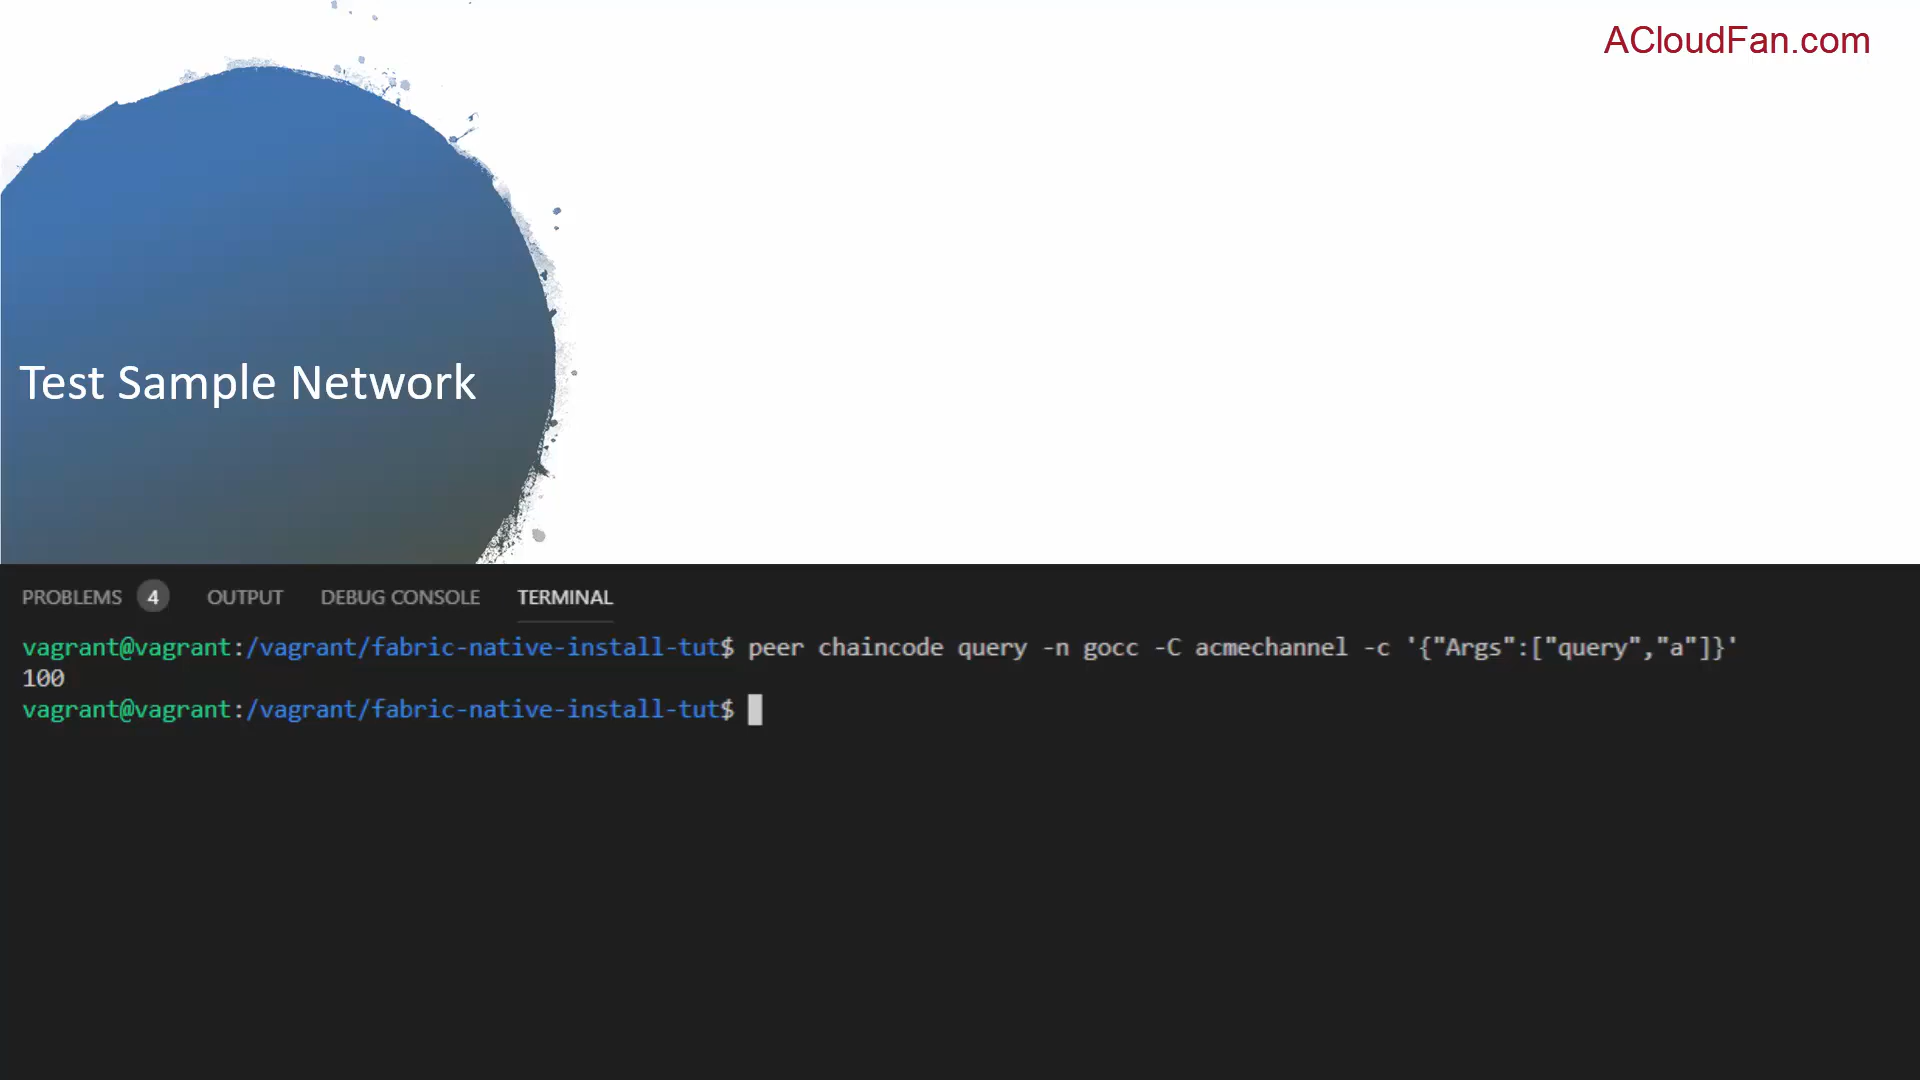 ACloudFan.com
Test Sample Network
PROBLEMS 4 OUTPUT DEBUG CONSOLE TERMINAL
vagrant@vagrant:/vagrant/fabric-native-install-tut$ peer chaincode query -n gocc -C acmechannel -c '{"Args":["query","a"]}'
100
vagrant@vagrant:/vagrant/fabric-native-install-tut$